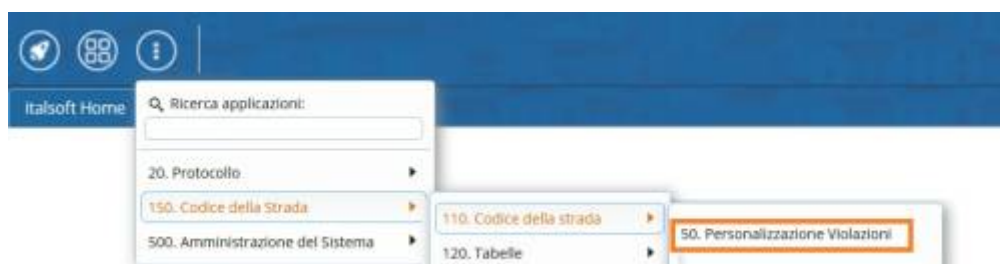 italsoft Home
Ricerca applicazioni:
20. Protocollo
150. Codice della Strada
500. Amministrazione del Sistema
110. Codice della strada
120. Tabelle
50. Personalizzazione Violazioni